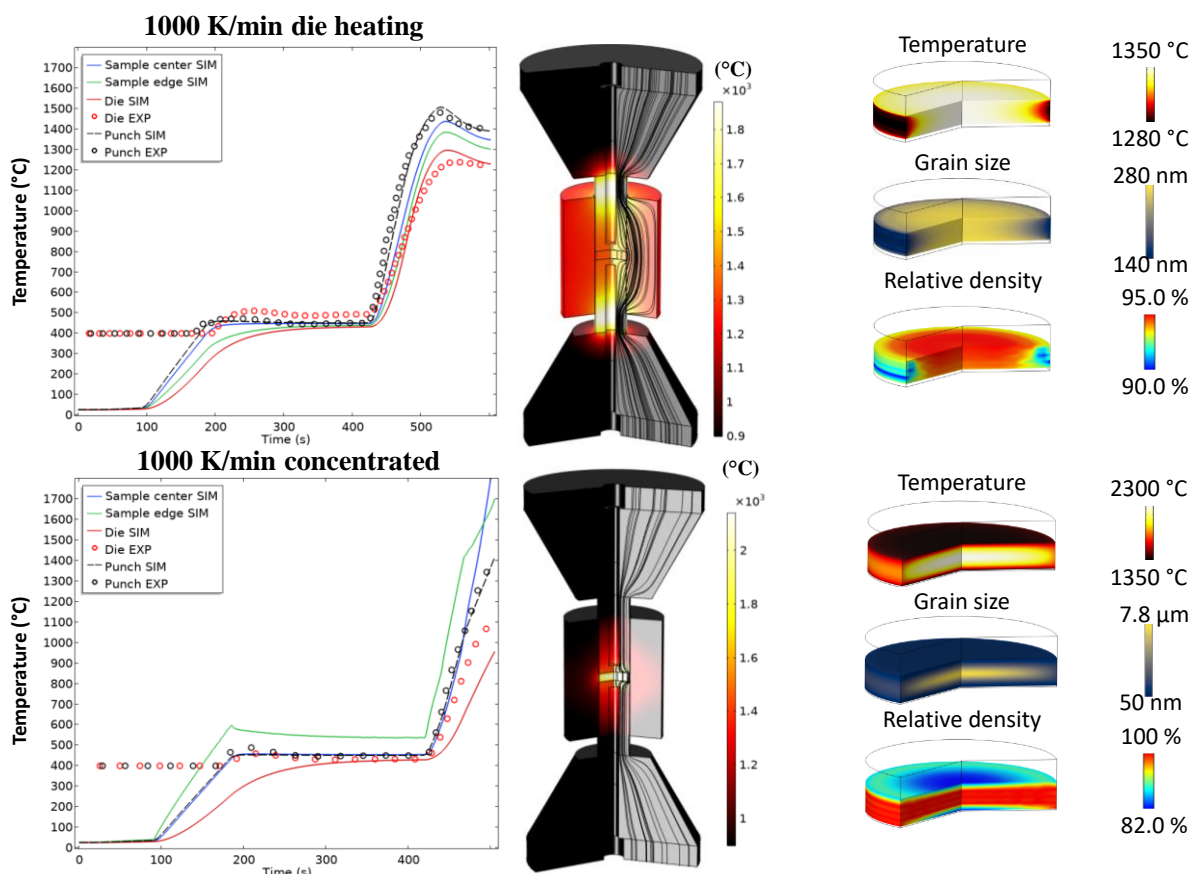 1000 K/min die heating
Temperature (°C)
1700
1600
1500
1400
1300
1200
1100
1000
900
800
700
600
500
400
300
200
100
0
Sample center SIM
Sample edge SIM
Die SIM
Die EXP
Punch SIM
Punch EXP
0 100 200 300 400 500
Time (s)
(°C)
×10³
1.8
1.7
1.6
1.5
1.4
1.3
1.2
1.1
1
0.9
Temperature
1350 °C
1280 °C
Grain size
280 nm
140 nm
Relative density
95.0 %
90.0 %
1000 K/min concentrated
Temperature (°C)
1700
1600
1500
1400
1300
1200
1100
1000
900
800
700
600
500
400
300
200
100
0
Sample center SIM
Sample edge SIM
Die SIM
Die EXP
Punch SIM
Punch EXP
0 100 200 300 400
Time (s)
(°C)
×10³
2
1.8
1.6
1.4
1.2
1
Temperature
2300 °C
1350 °C
Grain size
7.8 µm
50 nm
Relative density
100 %
82.0 %